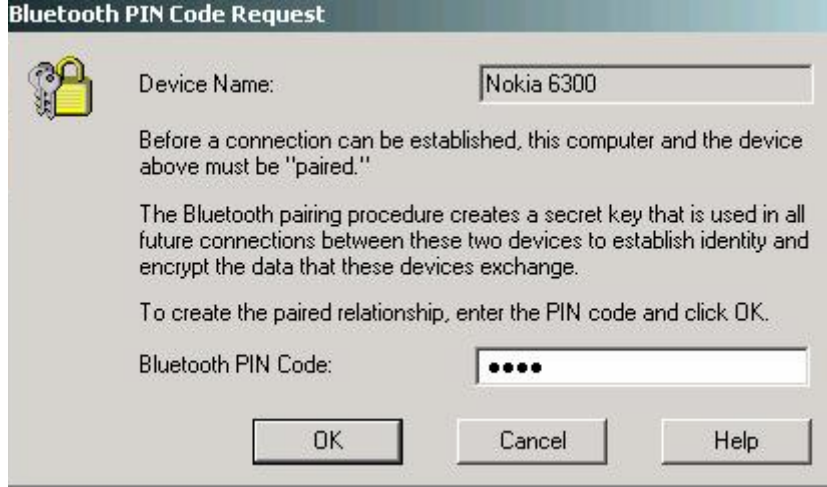 Bluetooth PIN Code Request
Device Name: Nokia 6300
Before a connection can be established, this computer and the device
above must be "paired."
The Bluetooth pairing procedure creates a secret key that is used in all
future connections between these two devices to establish identity and
encrypt the data that these devices exchange.
To create the paired relationship, enter the PIN code and click OK.
Bluetooth PIN Code: ●●●●
OK Cancel Help